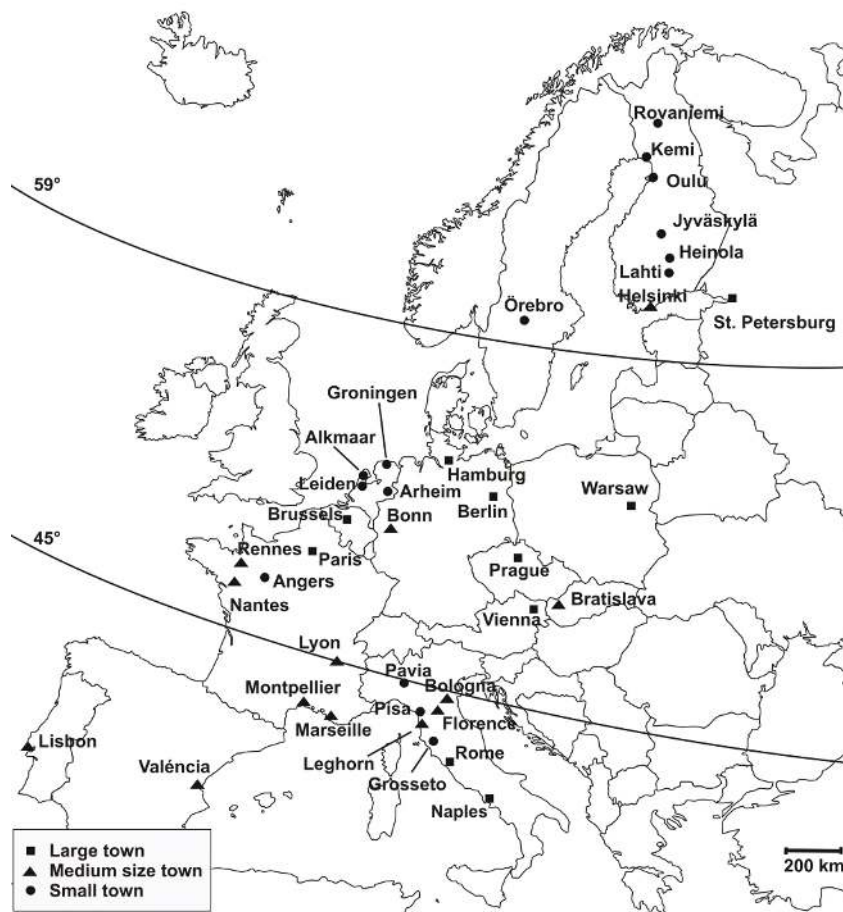 Rovaniemi
Kemi
Oulu
59°
Jyväskylä
Heinola
Lahti
Helsinki
Örebro
St. Petersburg
Groningen
Alkmaar
Hamburg
Leiden
Arheim
Warsaw
Berlin
Brussels
Bonn
45°
Rennes
Paris
Prague
Angers
Nantes
Bratislava
Vienna
Lyon
Pavia
Bologna
Montpellier
Pisa
Florence
Marseille
Lisbon
Leghorn
Rome
Valéncia
Grosseto
Naples
Large town
Medium size town
Small town
200 km